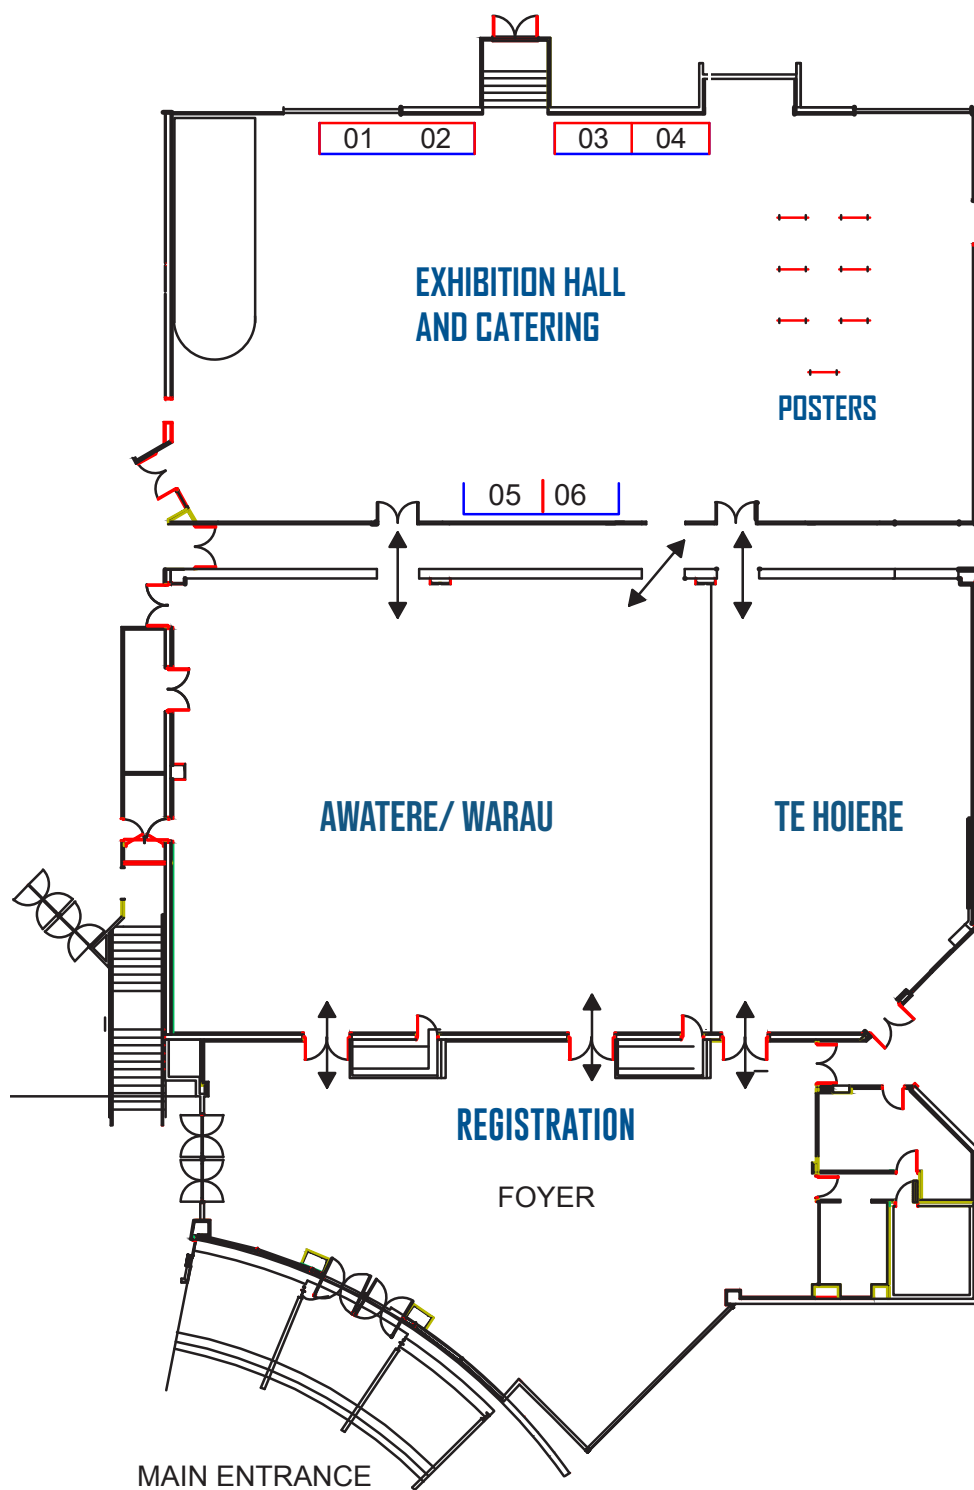 01 02 03 04
EXHIBITION HALL
AND CATERING
POSTERS
05 06
AWATERE/ WARAU
TE HOIERE
REGISTRATION
FOYER
MAIN ENTRANCE